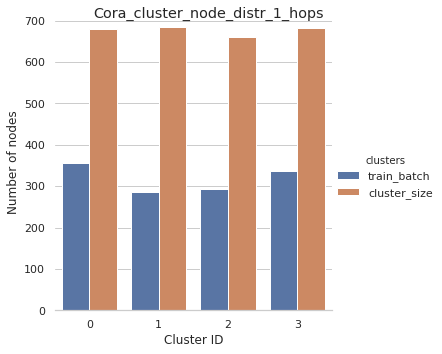 Cora_cluster_node_distr_1_hops
700
600
500
400
300
200
100
0
Number of nodes
0 1 2 3
Cluster ID
clusters
train_batch
cluster_size